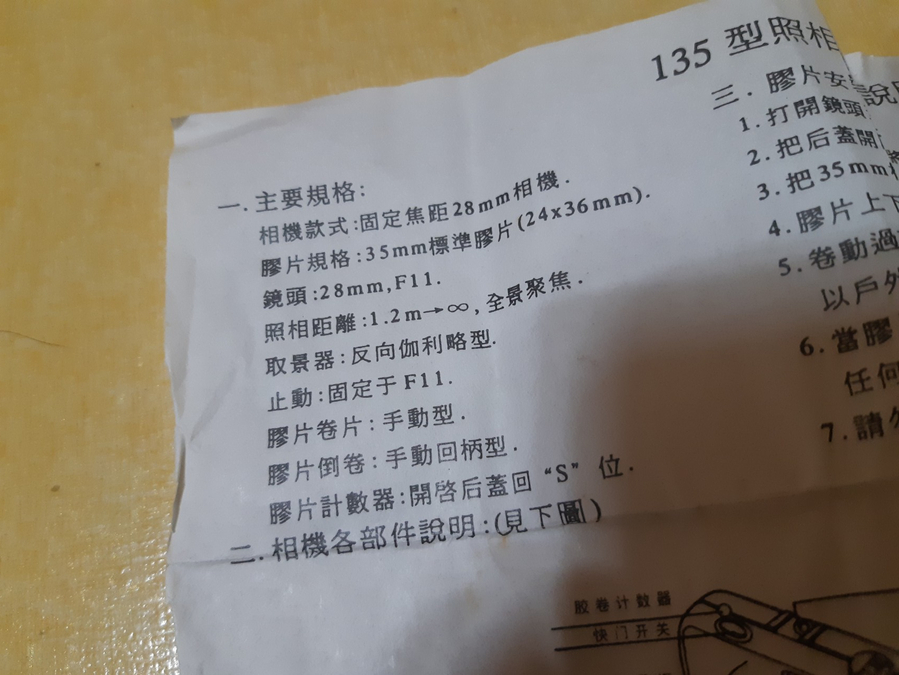 135 型照相
一.主要規格:
相機款式:固定焦距28mm相機.
膠片規格:35mm標準膠片(24x36mm).
鏡頭:28mm,F11.
照相距離:1.2m→∞,全景聚焦.
取景器:反向伽利略型.
止動:固定于F11.
膠片卷片:手動型.
膠片倒卷:手動回柄型.
膠片計數器:開啓后蓋回“S”位.
二.相機各部件說明:(見下圖)
胶卷计数器
快门开关
三.膠片安
1.打開鏡頭
2.把后蓋開
3.把35mm
4.膠片上下
5.卷動過
以戶外
6.當膠
任何
7.請勿
說